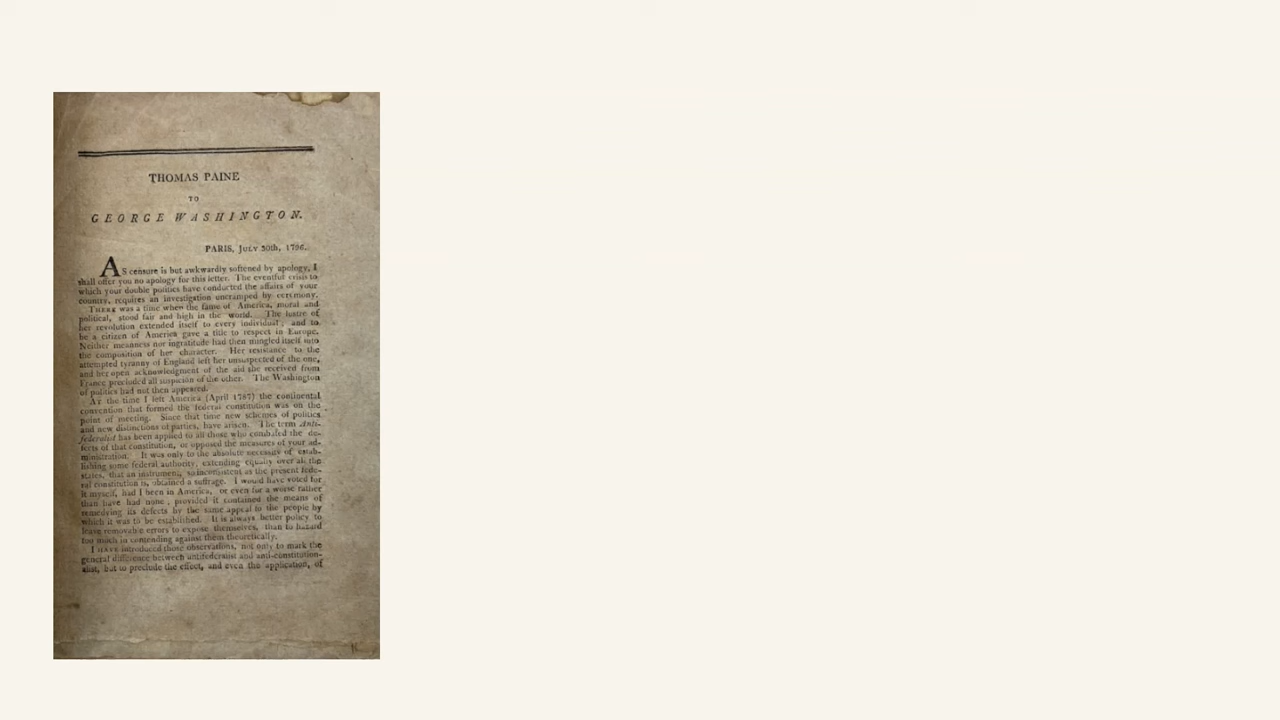 THOMAS PAINE
TO
GEORGE WASHINGTON.
PARIS, JULY 30th, 1796.
AS censure is but awkwardly softened by apology, I
shall offer you no apology for this letter. The eventful crisis to
which your double politics have conducted the affairs of your
country, requires an investigation uncramped by ceremony.
THERE was a time when the fame of America, moral and
political, stood fair and high in the world. The lustre of
her revolution extended itself to every individual; and to
be a citizen of America gave a title to respect in Europe.
Neither meanness nor ingratitude had then mingled itself into
the composition of her character. Her resistance to the
attempted tyranny of England left her unsuspected of the one,
and her open acknowledgment of the aid she received from
France precluded all suspicion of the other. The Washington
of politics had not then appeared.
AT the time I left America (April 1787) the continental
convention that formed the federal constitution was on the
point of meeting. Since that time new schemes of politics
and new distinctions of parties, have arisen. The term Anti-
federalist has been applied to all those who combated the de-
fects of that constitution, or opposed the measures of your ad-
ministration. It was only to the absolute necessity of estab-
lishing some federal authority, extending equally over all the
states, that an instrument, so inconsistent as the present fede-
ral constitution is, obtained a suffrage. I would have voted for
it myself, had I been in America, or even for a worse rather
than have had none, provided it contained the means of
remedying its defects by the same appeal to the people by
which it was to be established. It is always better policy to
leave removable errors to expose themselves, than to hazard
too much in contending against them theoretically.
I HAVE introduced those observations, not only to mark the
general difference between antifederalist and anti-constitution-
alist, but to preclude the effect, and even the application, of